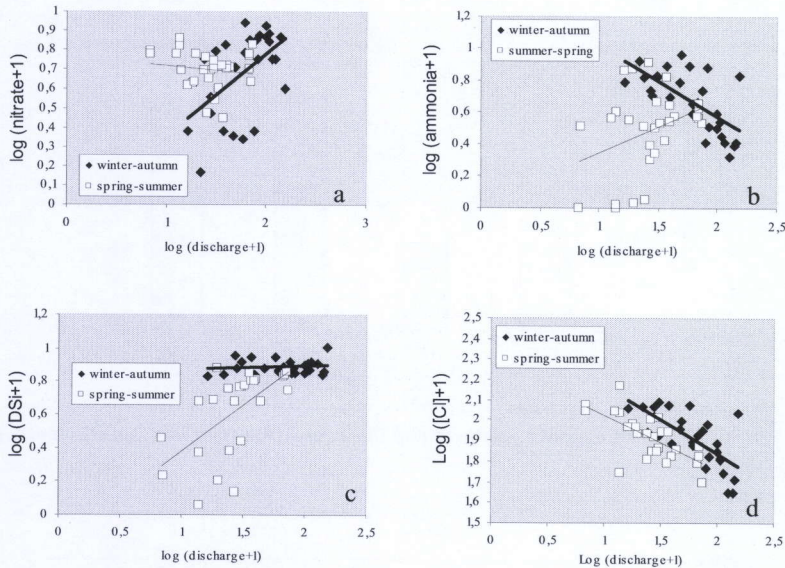 log (nitrate+1)
1
0,9
0,8
0,7
0,6
0,5
0,4
0,3
0,2
0,1
0
winter-autumn
spring-summer
a
0
1
2
3
log (discharge+1)
log (ammonia+1)
1,2
1
0,8
0,6
0,4
0,2
0
winter-autumn
summer-spring
b
0
0,5
1
1,5
2
2,5
log (discharge+1)
log (DSi+1)
1,2
1
0,8
0,6
0,4
0,2
0
winter-autumn
spring-summer
c
0
0,5
1
1,5
2
2,5
log (discharge+1)
Log ([Cl]+1)
2,5
2,4
2,3
2,2
2,1
2
1,9
1,8
1,7
1,6
1,5
winter-autumn
spring-summer
d
0
0,5
1
1,5
2
2,5
Log (discharge+1)